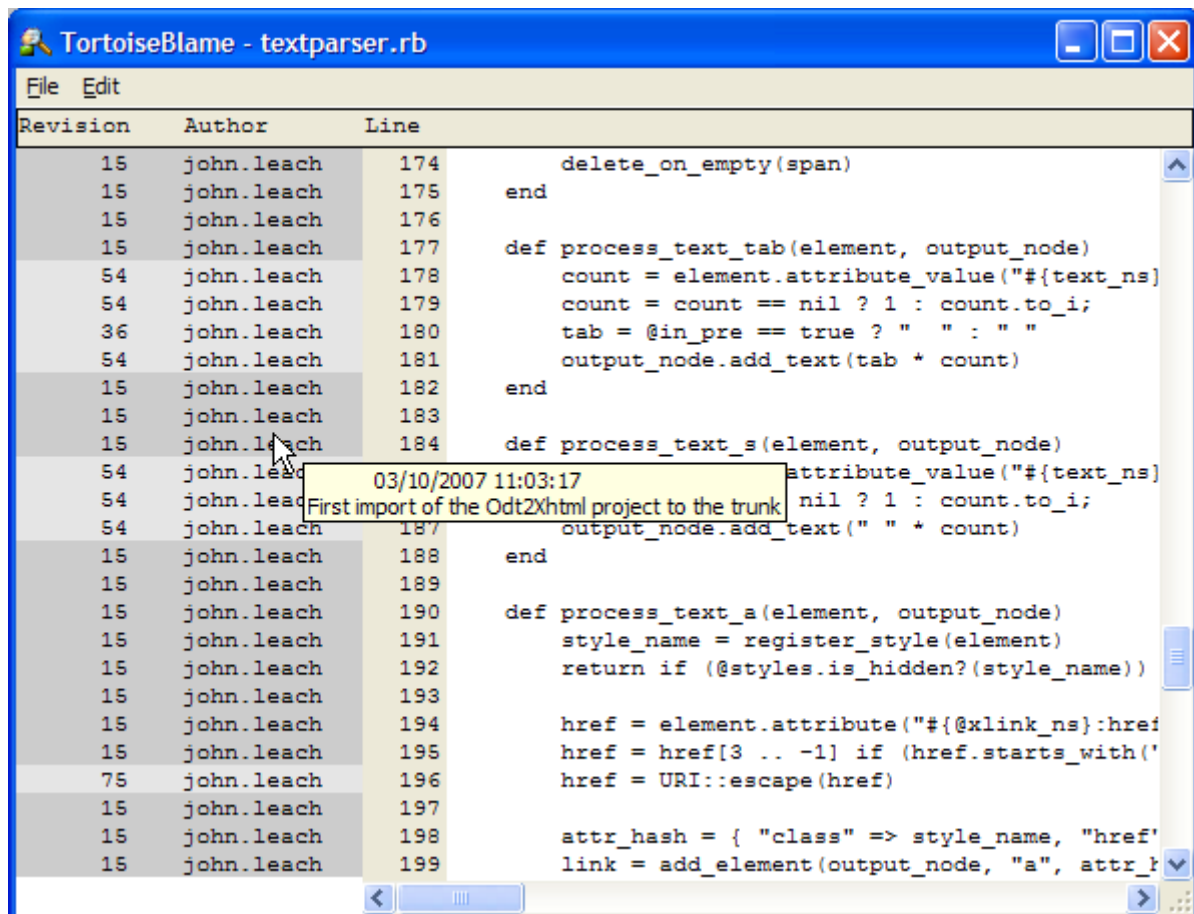 TortoiseBlame - textparser.rb
File Edit
Revision Author Line
15 john.leach 174 delete_on_empty(span)
15 john.leach 175 end
15 john.leach 176
15 john.leach 177 def process_text_tab(element, output_node)
54 john.leach 178 count = element.attribute_value("#{text_ns}
54 john.leach 179 count = count == nil ? 1 : count.to_i;
36 john.leach 180 tab = @in_pre == true ? "  " : " "
54 john.leach 181 output_node.add_text(tab * count)
15 john.leach 182 end
15 john.leach 183
15 john.leach 184 def process_text_s(element, output_node)
54 john.leac attribute_value("#{text_ns}
03/10/2007 11:03:17
54 john.leac nil ? 1 : count.to_i;
First import of the Odt2Xhtml project to the trunk
54 john.leach 187 output_node.add_text(" " * count)
15 john.leach 188 end
15 john.leach 189
15 john.leach 190 def process_text_a(element, output_node)
15 john.leach 191 style_name = register_style(element)
15 john.leach 192 return if (@styles.is_hidden?(style_name))
15 john.leach 193
15 john.leach 194 href = element.attribute("#{@xlink_ns}:href
15 john.leach 195 href = href[3 .. -1] if (href.starts_with('
75 john.leach 196 href = URI::escape(href)
15 john.leach 197
15 john.leach 198 attr_hash = { "class" => style_name, "href"
15 john.leach 199 link = add_element(output_node, "a", attr_h